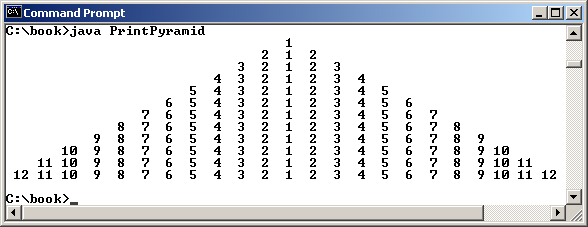 Command Prompt
C:\book>java PrintPyramid
1
2 1 2
3 2 1 2 3
4 3 2 1 2 3 4
5 4 3 2 1 2 3 4 5
6 5 4 3 2 1 2 3 4 5 6
7 6 5 4 3 2 1 2 3 4 5 6 7
8 7 6 5 4 3 2 1 2 3 4 5 6 7 8
9 8 7 6 5 4 3 2 1 2 3 4 5 6 7 8 9
10 9 8 7 6 5 4 3 2 1 2 3 4 5 6 7 8 9 10
11 10 9 8 7 6 5 4 3 2 1 2 3 4 5 6 7 8 9 10 11
12 11 10 9 8 7 6 5 4 3 2 1 2 3 4 5 6 7 8 9 10 11 12
C:\book>_